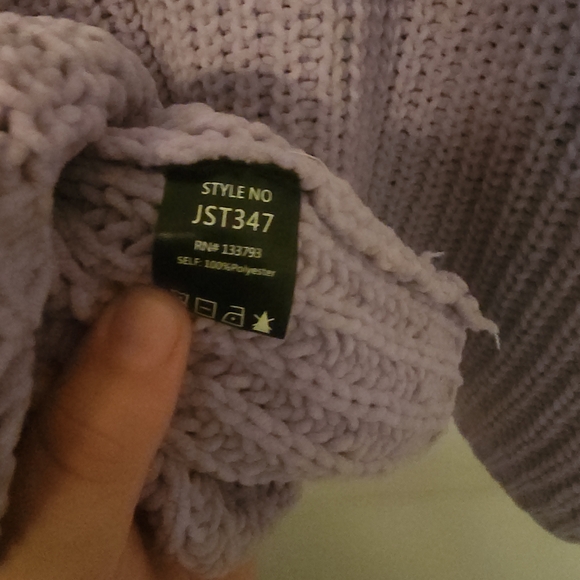 STYLE NO
JST347
RN# 133793
SELF: 100%Polyester